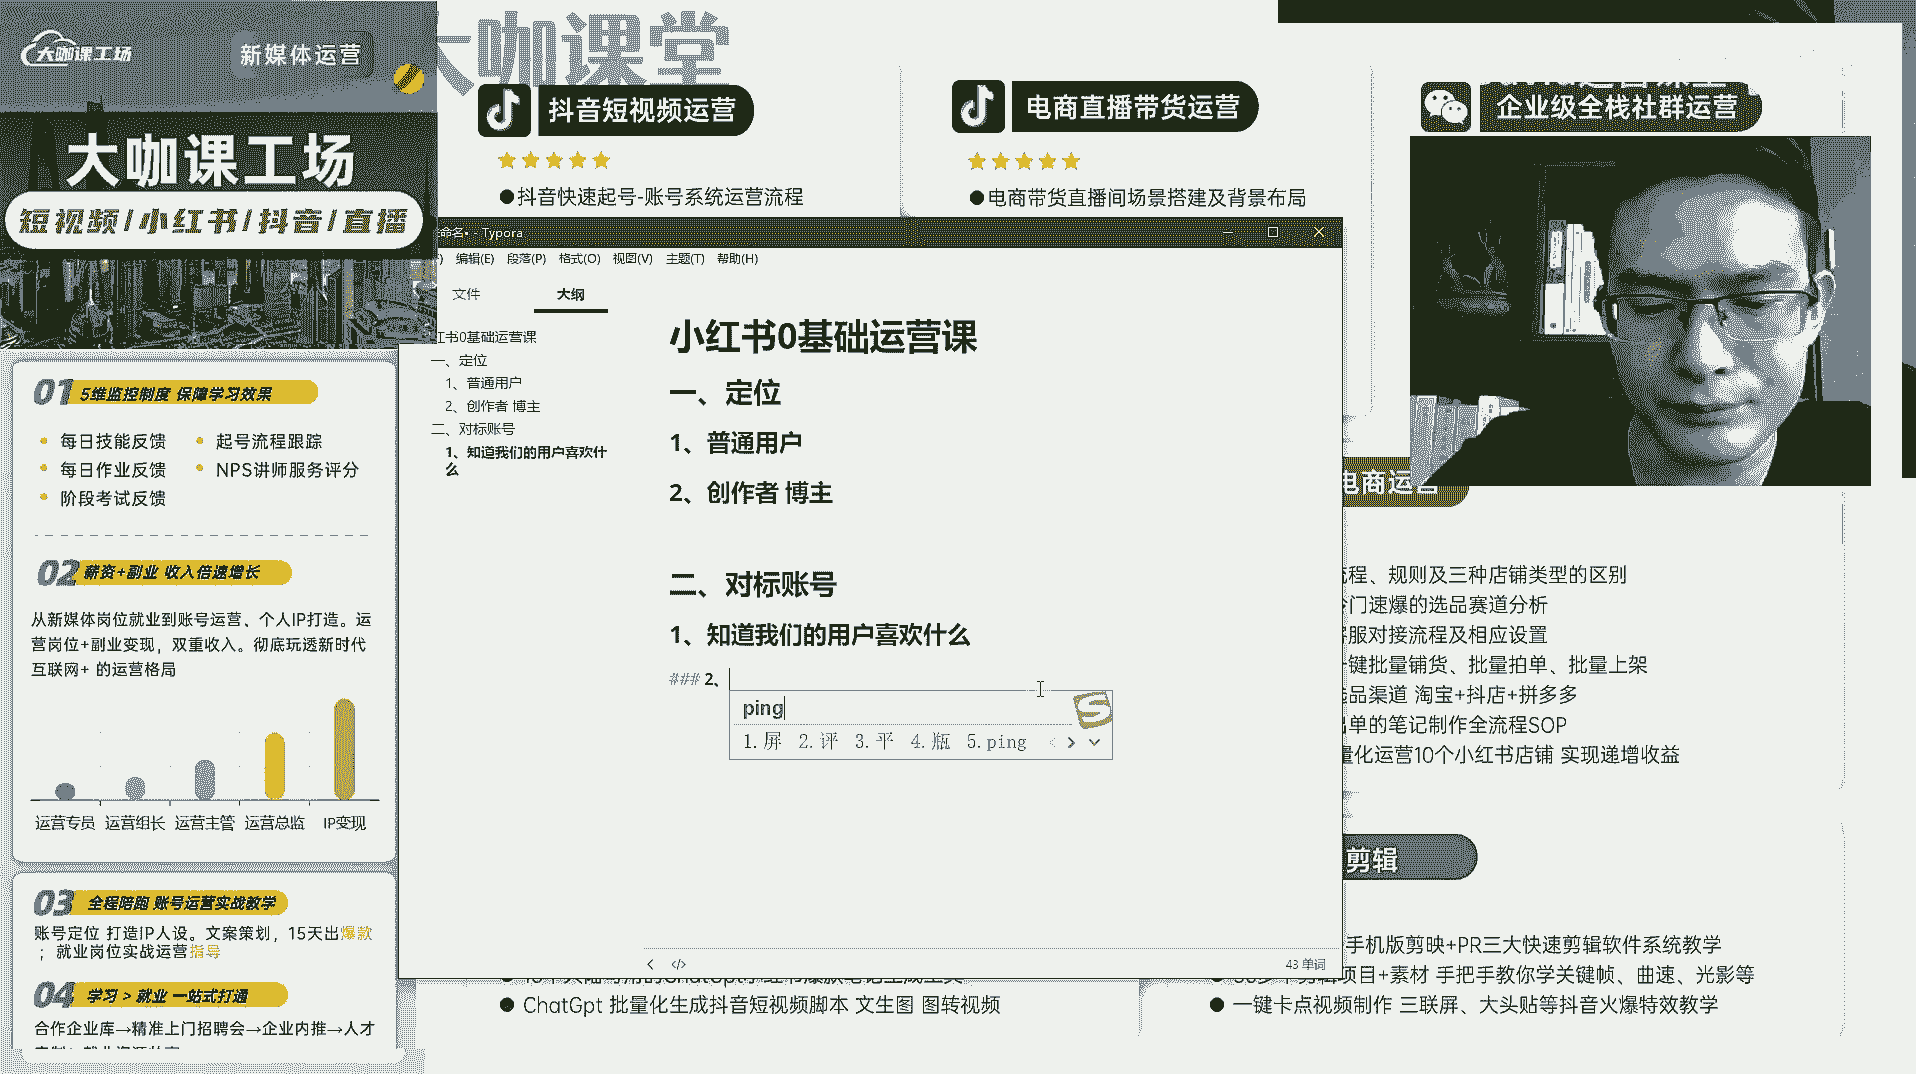 大咖课工场
新媒体运营
大咖课工场
短视频/小红书/抖音/直播
01 5维监控制度 保障学习效果
每日技能反馈
起号流程跟踪
每日作业反馈
NPS讲师服务评分
阶段考试反馈
02 薪资+副业 收入倍速增长
从新媒体岗位就业到账号运营、个人IP打造。运
营岗位+副业变现，双重收入。彻底玩透新时代
互联网+ 的运营格局
运营专员 运营组长 运营主管 运营总监 IP变现
03 全程陪跑 账号运营实战教学
账号定位 打造IP人设。文案策划，15天出爆款
；就业岗位实战运营指导
04 学习 > 就业 一站式打通
合作企业库→精准上门招聘会→企业内推→人才
大咖课堂
抖音短视频运营
●抖音快速起号-账号系统运营流程
电商直播带货运营
●电商带货直播间场景搭建及背景布局
企业级全栈社群运营
命名• - Typora
编辑(E) 段落(P) 格式(O) 视图(V) 主题(T) 帮助(H)
文件
大纲
红书0基础运营课
一、定位
1、普通用户
2、创作者 博主
二、对标账号
1、知道我们的用户喜欢什
么
小红书0基础运营课
一、定位
1、普通用户
2、创作者 博主
二、对标账号
1、知道我们的用户喜欢什么
### 2、
ping
1.屏 2.评 3.平 4.瓶 5.ping
43 单词
电商运营
流程、规则及三种店铺类型的区别
冷门速爆的选品赛道分析
客服对接流程及相应设置
一键批量铺货、批量拍单、批量上架
选品渠道 淘宝+抖店+拼多多
出单的笔记制作全流程SOP
量化运营10个小红书店铺 实现递增收益
剪辑
手机版剪映+PR三大快速剪辑软件系统教学
项目+素材 手把手教你学关键帧、曲速、光影等
● 一键卡点视频制作 三联屏、大头贴等抖音火爆特效教学
● ChatGpt 批量化生成抖音短视频脚本 文生图 图转视频